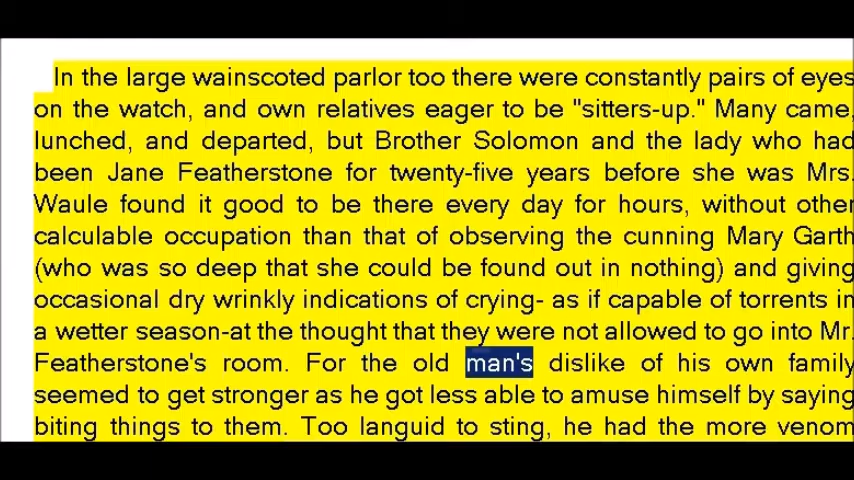 In the large wainscoted parlor too there were constantly pairs of eyes
on the watch, and own relatives eager to be "sitters-up." Many came,
lunched, and departed, but Brother Solomon and the lady who had
been Jane Featherstone for twenty-five years before she was Mrs.
Waule found it good to be there every day for hours, without other
calculable occupation than that of observing the cunning Mary Garth
(who was so deep that she could be found out in nothing) and giving
occasional dry wrinkly indications of crying- as if capable of torrents in
a wetter season-at the thought that they were not allowed to go into Mr.
Featherstone's room. For the old man's dislike of his own family
seemed to get stronger as he got less able to amuse himself by saying
biting things to them. Too languid to sting, he had the more venom